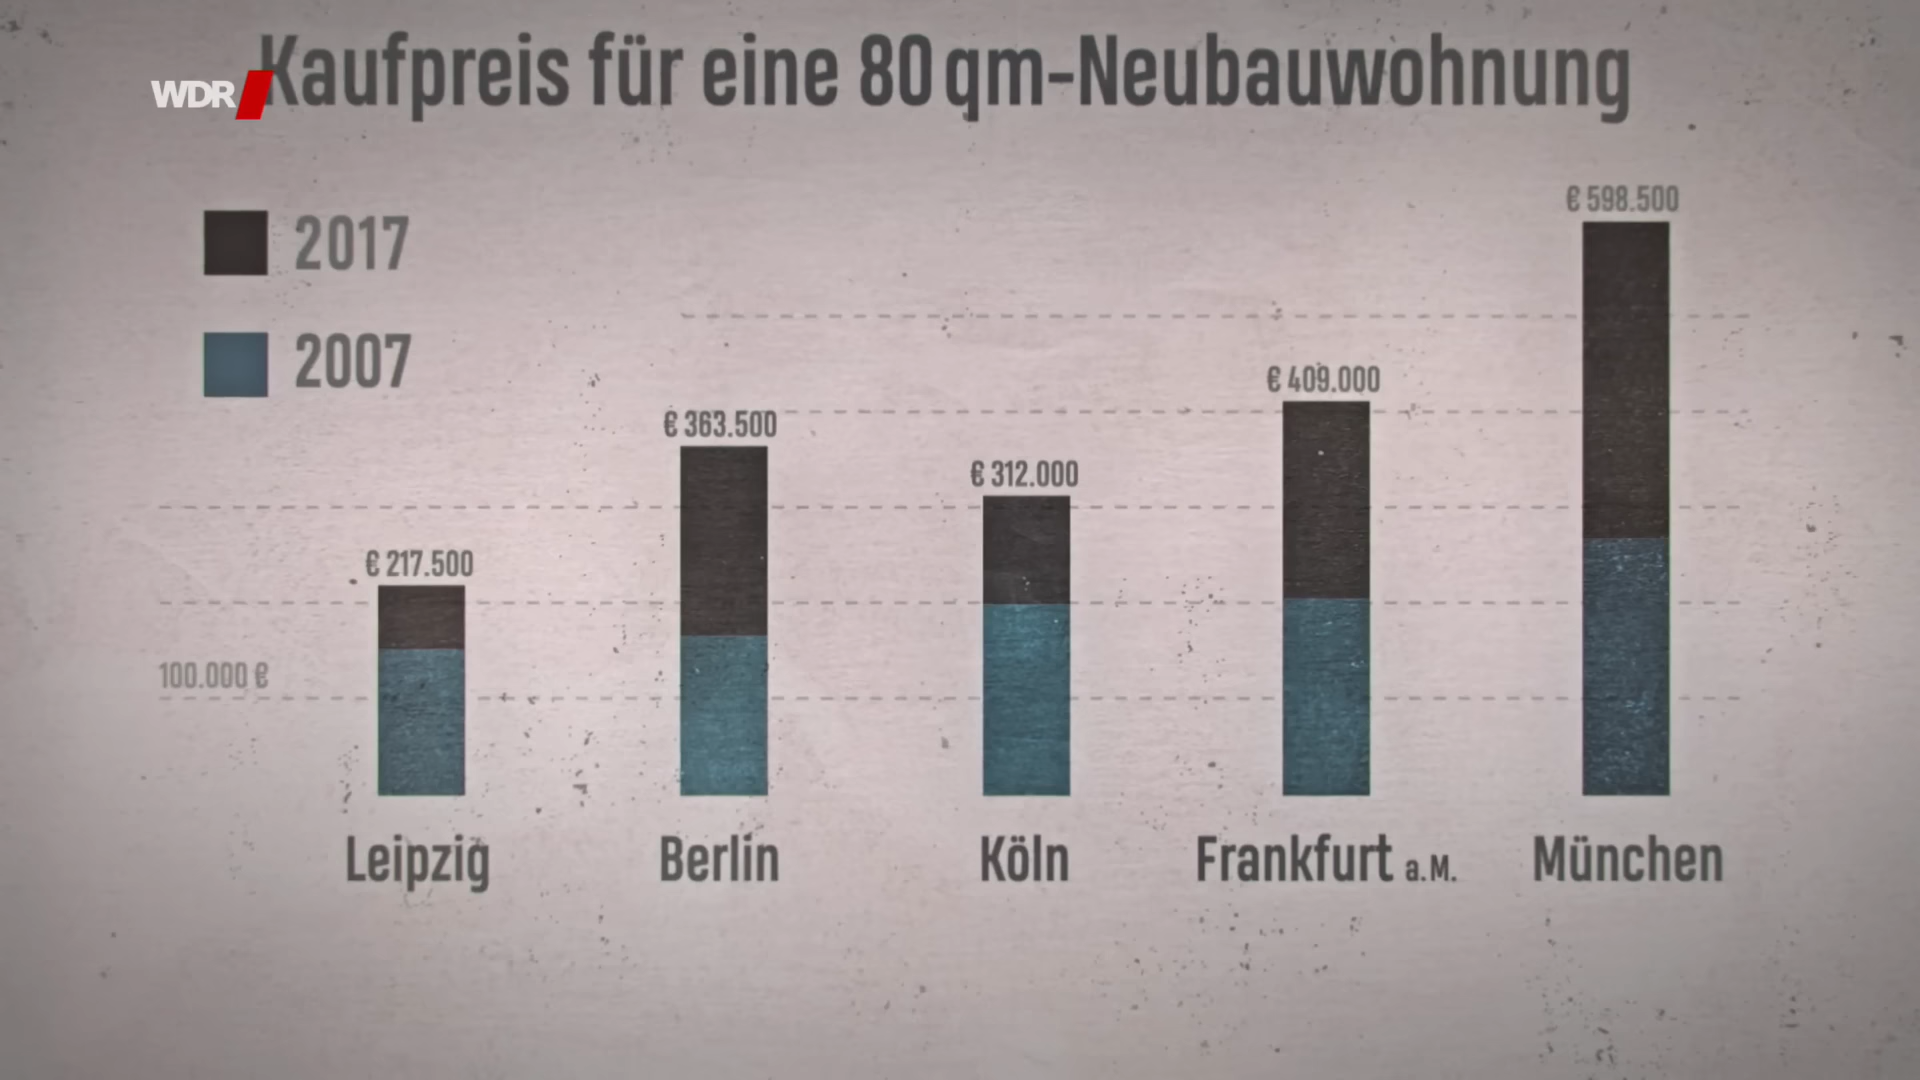 Kaufpreis für eine 80 qm-Neubauwohnung
WDR
2017
2007
€ 598.500
€ 409.000
€ 363.500
€ 312.000
€ 217.500
100.000 €
Leipzig
Berlin
Köln
Frankfurt a.M.
München